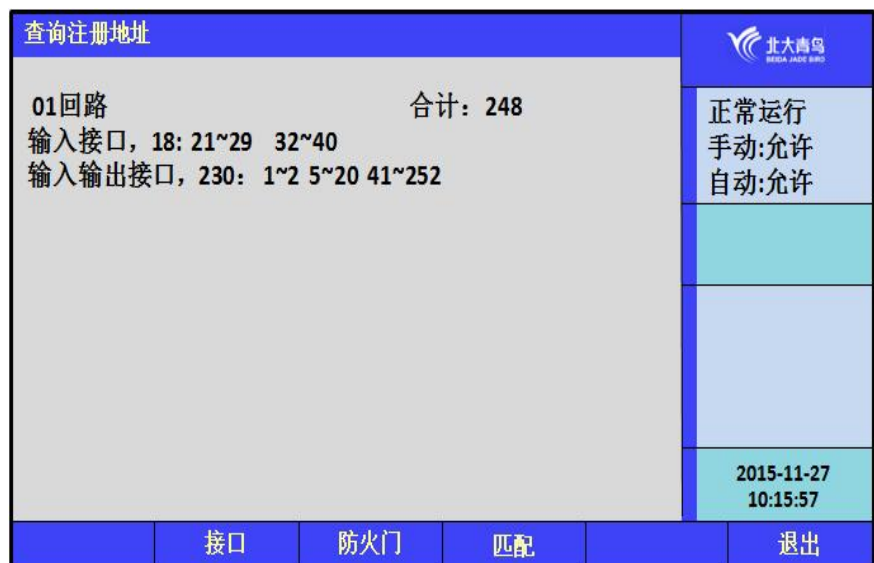 查询注册地址
北大青鸟
BEIDA JADE BIRD
01回路 合计：248
输入接口，18: 21~29 32~40
输入输出接口，230： 1~2 5~20 41~252
正常运行
手动:允许
自动:允许
2015-11-27
10:15:57
接口 防火门 匹配 退出